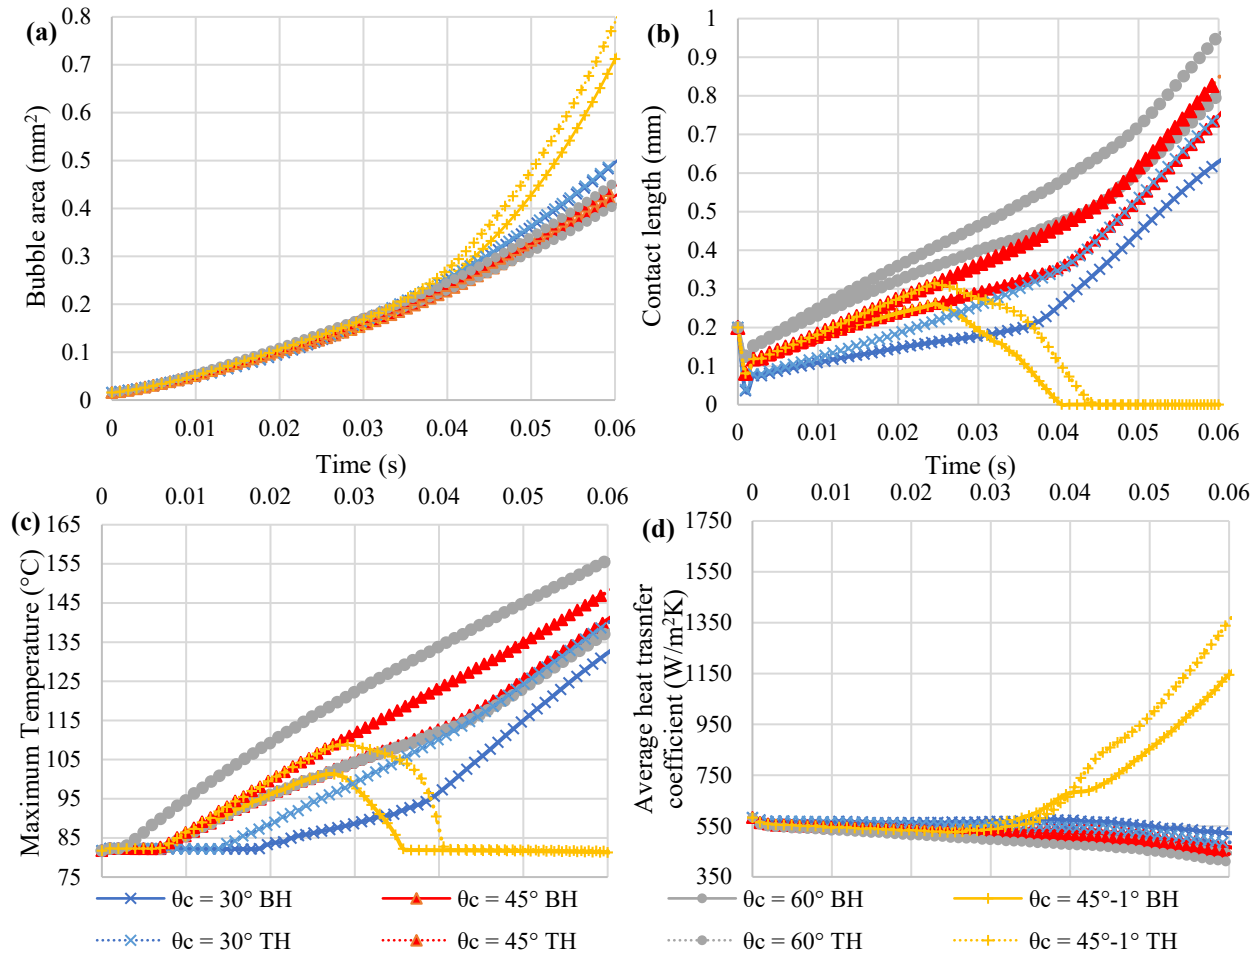 (a)
Bubble area (mm²)
0.8
0.7
0.6
0.5
0.4
0.3
0.2
0.1
0
0 0.01 0.02 0.03 0.04 0.05 0.06
Time (s)
(b)
Contact length (mm)
1
0.9
0.8
0.7
0.6
0.5
0.4
0.3
0.2
0.1
0
0 0.01 0.02 0.03 0.04 0.05 0.06
Time (s)
0 0.01 0.02 0.03 0.04 0.05 0.06
(c)
Maximum Temperature (°C)
165
155
145
135
125
115
105
95
85
75
0 0.01 0.02 0.03 0.04 0.05 0.06
(d)
Average heat trasnfer
coefficient (W/m²K)
1750
1550
1350
1150
950
750
550
350
θc = 30° BH
θc = 45° BH
θc = 60° BH
θc = 45°-1° BH
θc = 30° TH
θc = 45° TH
θc = 60° TH
θc = 45°-1° TH